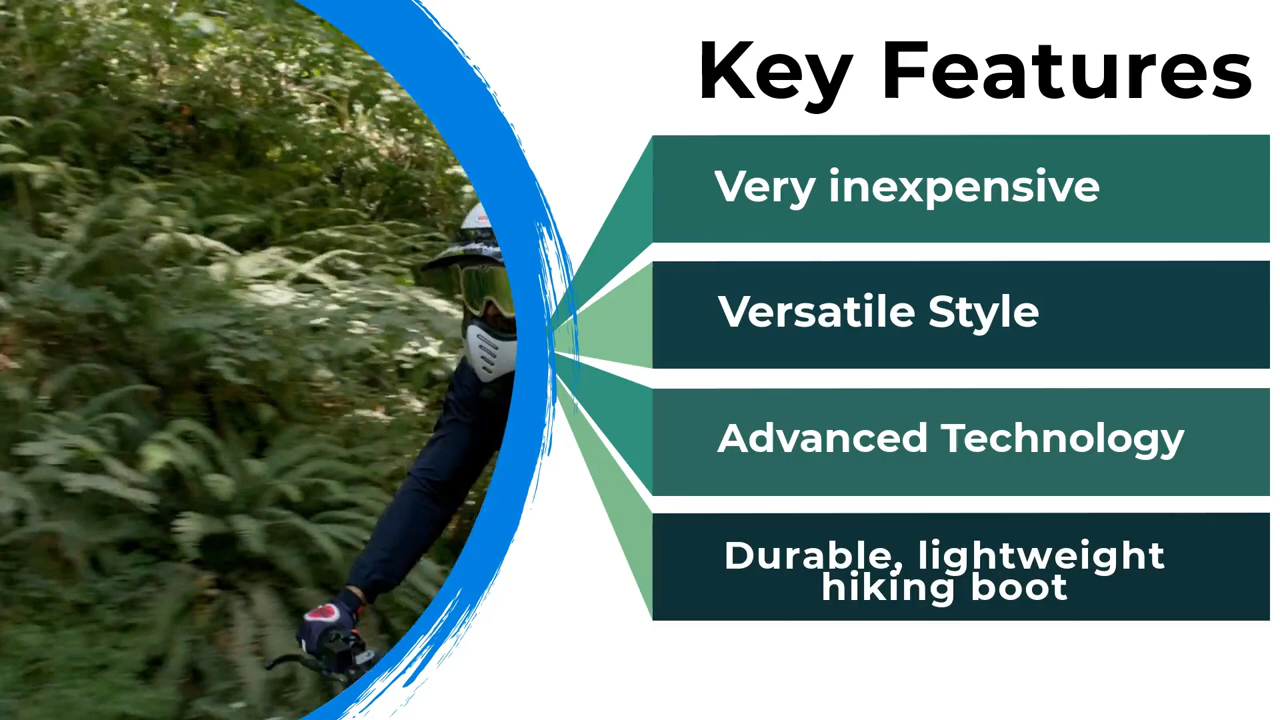 Key Features
Very inexpensive
Versatile Style
Advanced Technology
Durable, lightweight
hiking boot